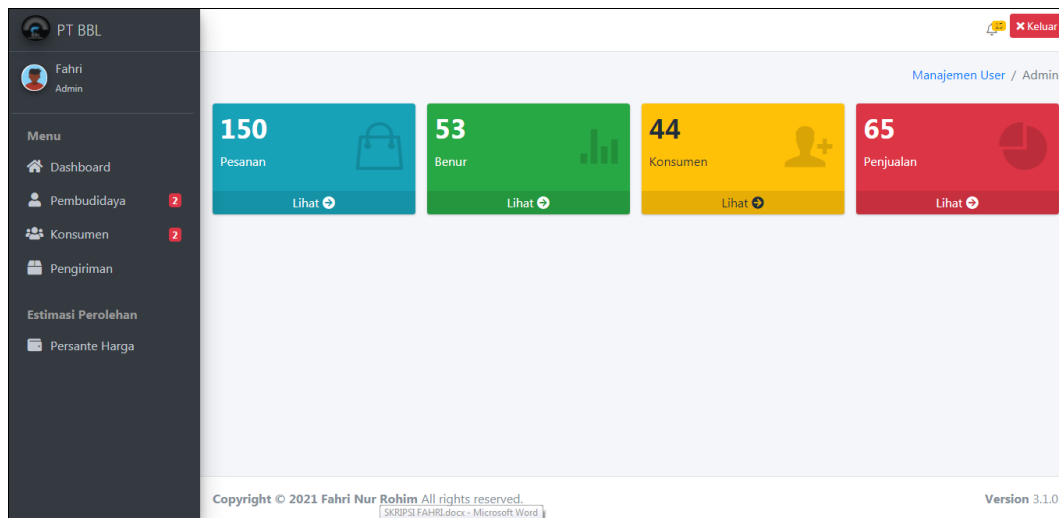 PT BBL
Keluar
Fahri
Admin
Manajemen User / Admin
150
Pesanan
Lihat
53
Benur
Lihat
44
Konsumen
Lihat
65
Penjualan
Lihat
Menu
Dashboard
Pembudidaya 2
Konsumen 2
Pengiriman
Estimasi Perolehan
Persante Harga
Copyright © 2021 Fahri Nur Rohim All rights reserved.
Version 3.1.0
SKRIPSI FAHRI.docx - Microsoft Word